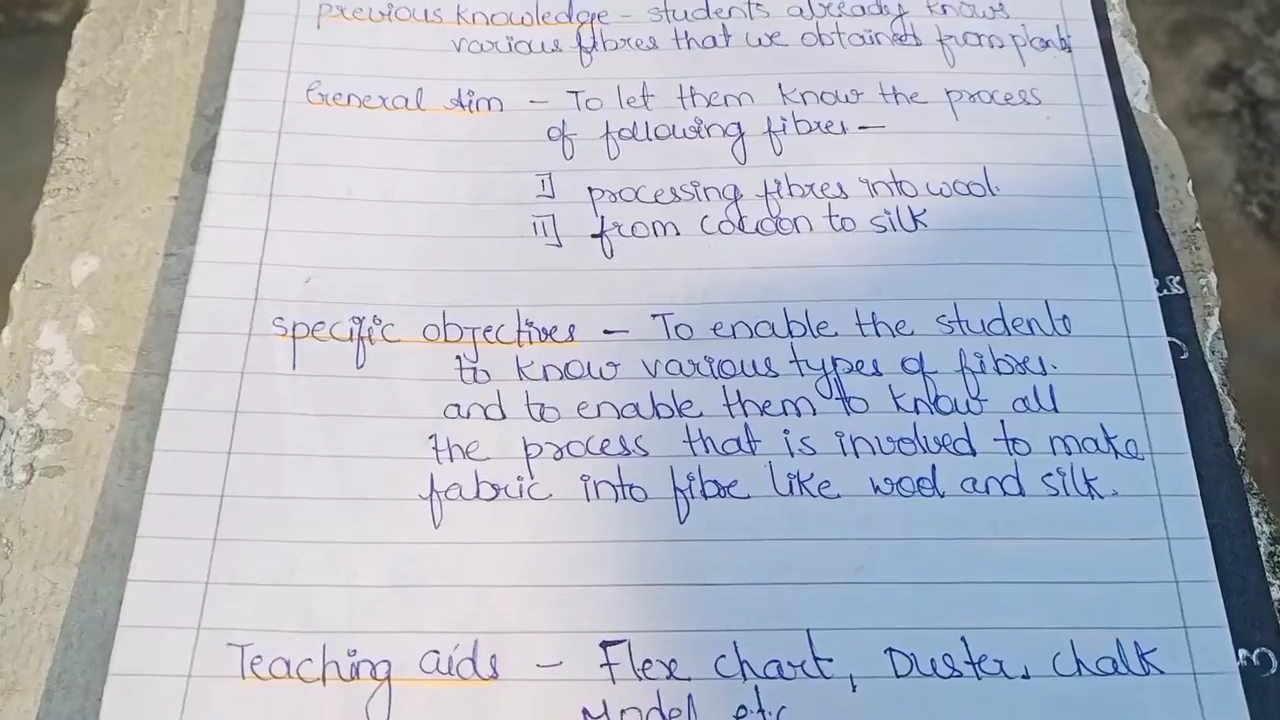 previous knowledge - students already knows
various fibres that we obtained from plants
General Aim - To let them know the process
of following fibres -
I] processing fibres into wool.
II] from cocoon to silk
specific objectives - To enable the students
to know various types of fibres.
and to enable them to know all
the process that is involved to make
fabric into fibre like wool and silk.
Teaching aids - Flex chart, Duster, chalk
Model etc